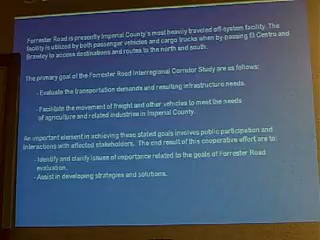 Forrester Road is presently Imperial County's most heavily traveled off-system facility. The
facility is utilized by both passenger vehicles and cargo trucks when by-passing El Centro and
Brawley to access destinations and routes to the north and south.
The primary goal of the Forrester Road Interregional Corridor Study are as follows:
- Evaluate the transportation demands and resulting infrastructure needs.
- Facilitate the movement of freight and other vehicles to meet the needs
of agriculture and related industries in Imperial County.
An important element in achieving these stated goals involves public participation and
interactions with affected stakeholders. The end result of this cooperative effort are to:
- Identify and clarify issues of importance related to the goals of Forrester Road
evaluation.
- Assist in developing strategies and solutions.